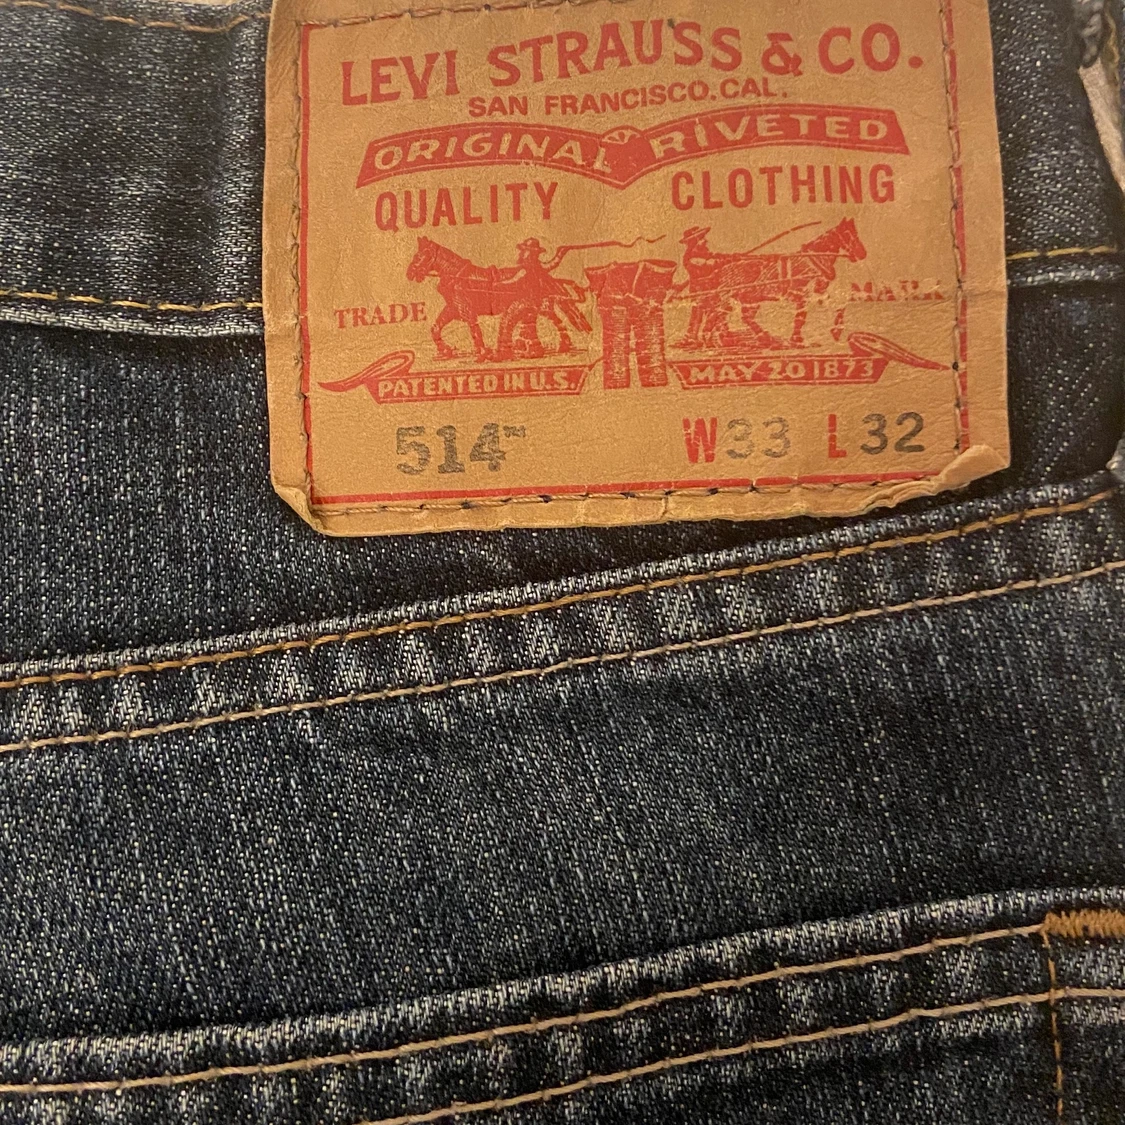 LEVI STRAUSS & CO.
SAN FRANCISCO, CAL.
ORIGINAL RIVETED
QUALITY CLOTHING
TRADE MARK
PATENTED IN U.S. MAY 20 1873
514™ W33 L32